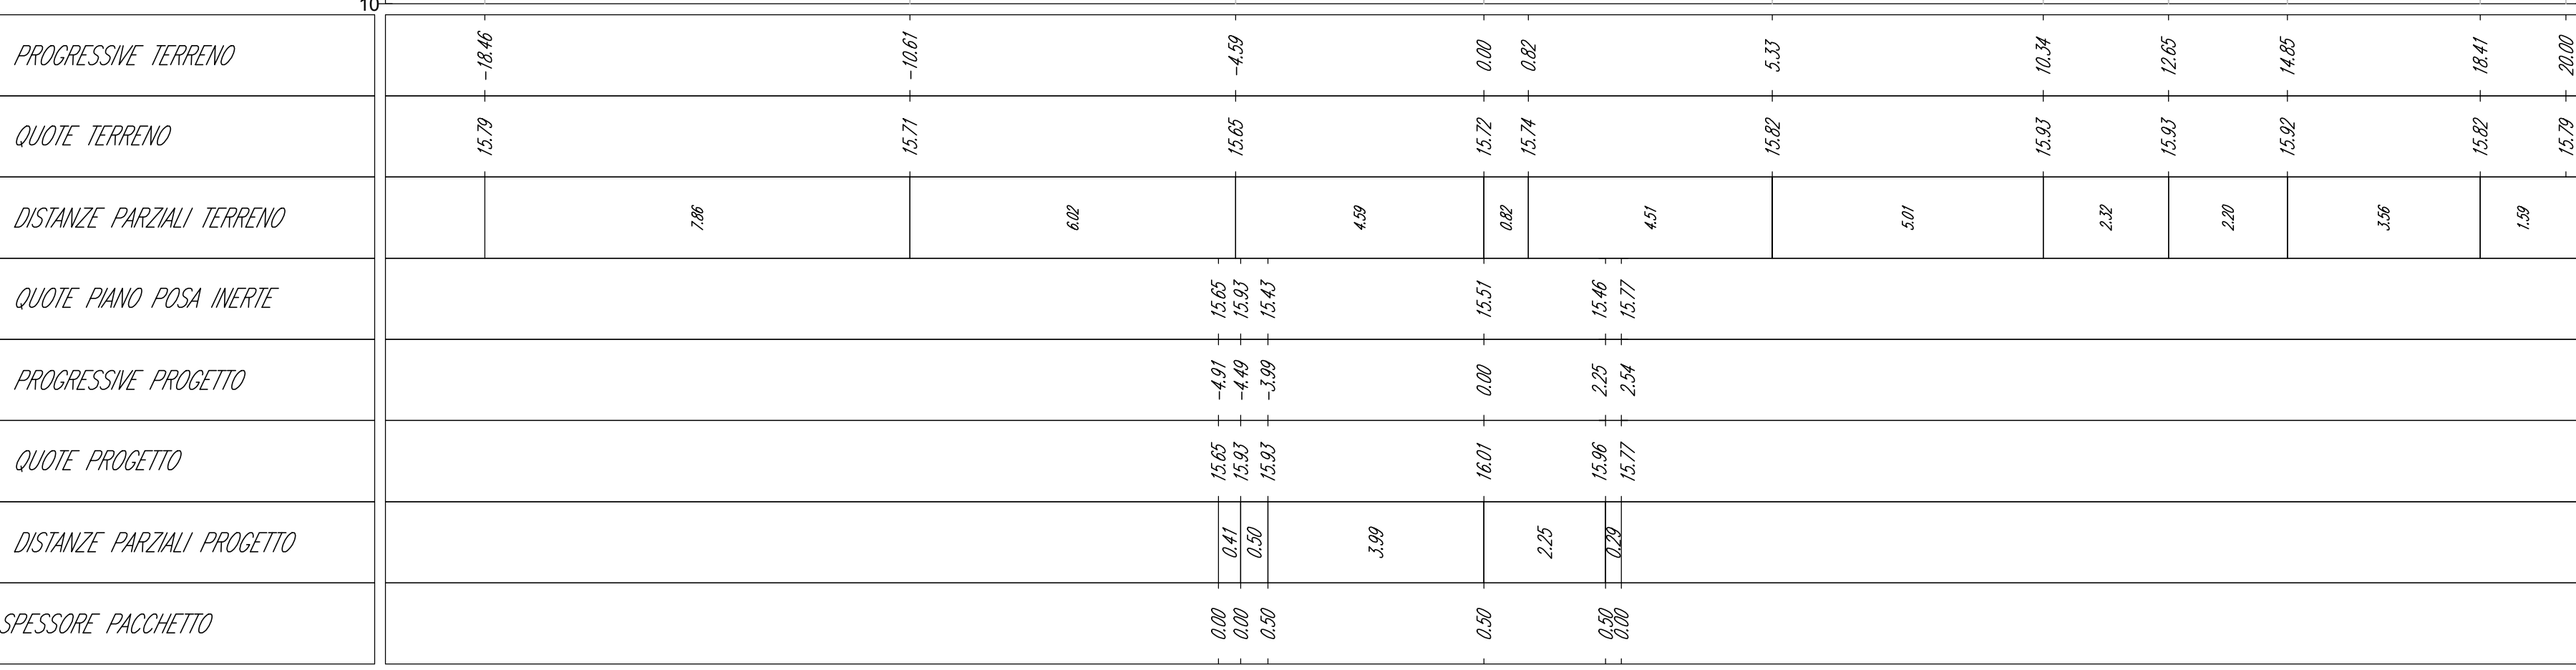 10
PROGRESSIVE TERRENO -18.46 -10.61 -4.59 0.00 0.82 5.33 10.34 12.65 14.85 18.41 20.00
QUOTE TERRENO 15.79 15.71 15.65 15.72 15.74 15.82 15.93 15.93 15.92 15.82 15.79
DISTANZE PARZIALI TERRENO 7.86 6.02 4.59 0.82 4.51 5.01 2.32 2.20 3.56 1.59
QUOTE PIANO POSA INERTE 15.65 15.93 15.43 15.51 15.46 15.77
PROGRESSIVE PROGETTO -4.91 -4.49 -3.99 0.00 2.25 2.54
QUOTE PROGETTO 15.65 15.93 15.93 16.01 15.96 15.77
DISTANZE PARZIALI PROGETTO 0.41 0.50 3.99 2.25 0.29
SPESSORE PACCHETTO 0.00 0.00 0.50 0.50 0.50 0.00